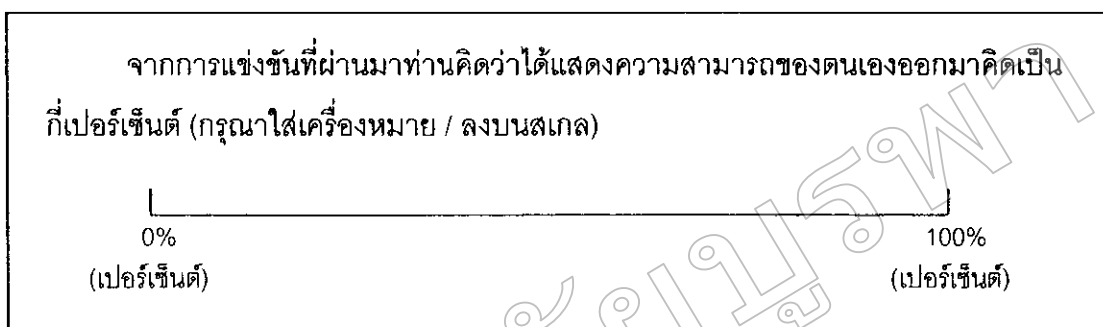 จากการแข่งขันที่ผ่านมาท่านคิดว่าได้แสดงความสามารถของตนเองออกมาคิดเป็น
กี่เปอร์เซ็นต์ (กรุณาใส่เครื่องหมาย / ลงบนสเกล)
0% 100%
(เปอร์เซ็นต์) (เปอร์เซ็นต์)